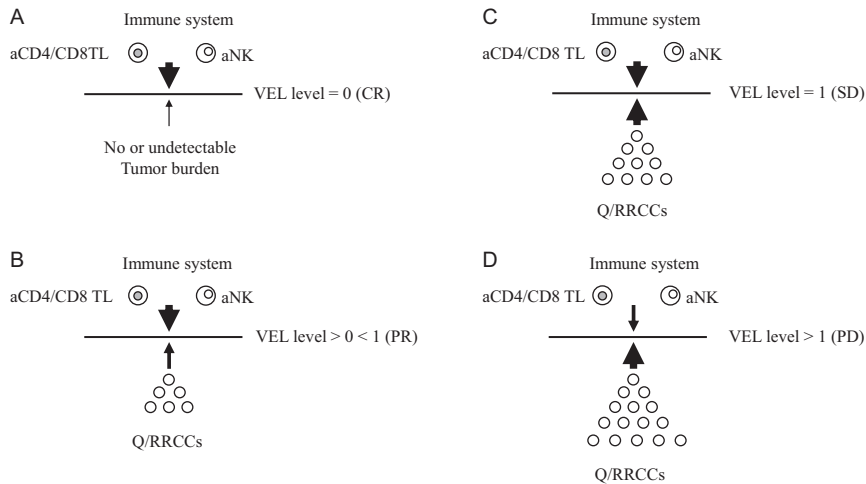 A
Immune system
aCD4/CD8TL
aNK
VEL level = 0 (CR)
No or undetectable
Tumor burden
B
Immune system
aCD4/CD8 TL
aNK
VEL level > 0 < 1 (PR)
Q/RRCCs
C
Immune system
aCD4/CD8 TL
aNK
VEL level = 1 (SD)
Q/RRCCs
D
Immune system
aCD4/CD8 TL
aNK
VEL level > 1 (PD)
Q/RRCCs